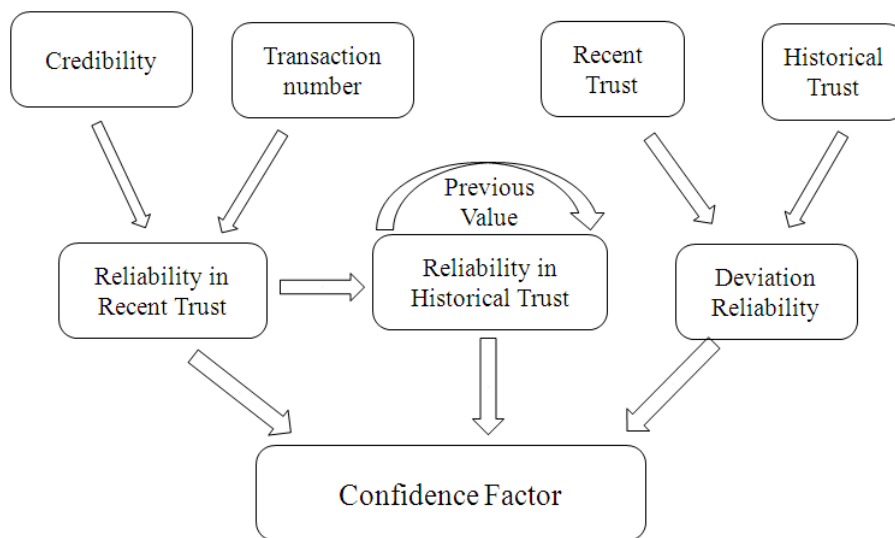 Credibility
Transaction
number
Recent
Trust
Historical
Trust
Previous
Value
Reliability in
Recent Trust
Reliability in
Historical Trust
Deviation
Reliability
Confidence Factor